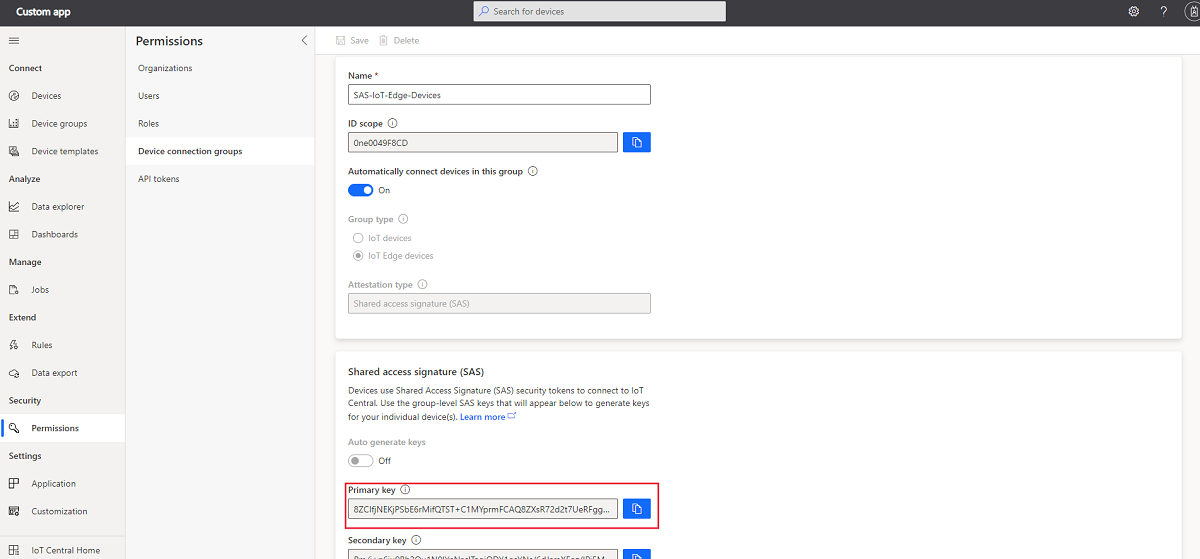 Custom app
Search for devices
?
Connect
Devices
Device groups
Device templates
Analyze
Data explorer
Dashboards
Manage
Jobs
Extend
Rules
Data export
Security
Permissions
Settings
Application
Customization
IoT Central Home
Permissions
Organizations
Users
Roles
Device connection groups
API tokens
Save
Delete
Name *
SAS-IoT-Edge-Devices
ID scope
0ne0049F8CD
Automatically connect devices in this group
On
Group type
IoT devices
IoT Edge devices
Attestation type
Shared access signature (SAS)
Shared access signature (SAS)
Devices use Shared Access Signature (SAS) security tokens to connect to IoT
Central. Use the group-level SAS keys that will appear below to generate keys
for your individual device(s). Learn more
Auto generate keys
Off
Primary key
8ZClfjNEKjPSbE6rMifQTST+C1MYprmFCAQ8ZXsR72d2t7UeRFgg...
Secondary key